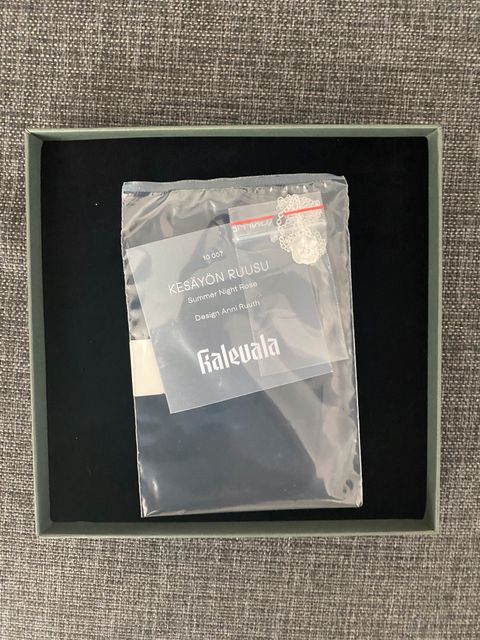 10 007
KESÄYÖN RUUSU
Summer Night Rose
Design Anni Ruuth
Kalevala